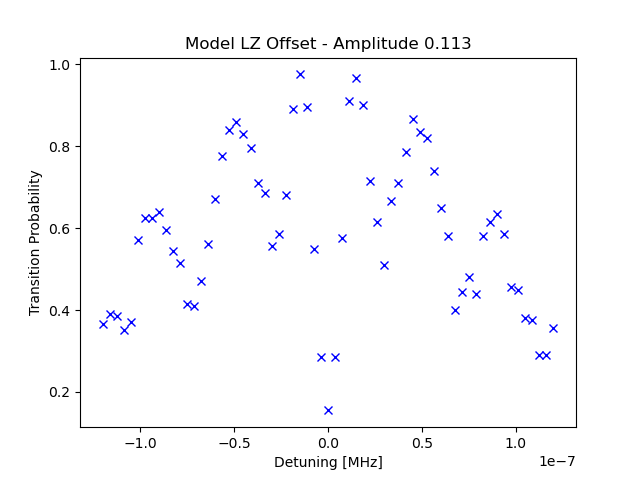 Model LZ Offset - Amplitude 0.113
1.0
0.8
0.6
0.4
0.2
Transition Probability
−1.0 −0.5 0.0 0.5 1.0
1e−7
Detuning [MHz]